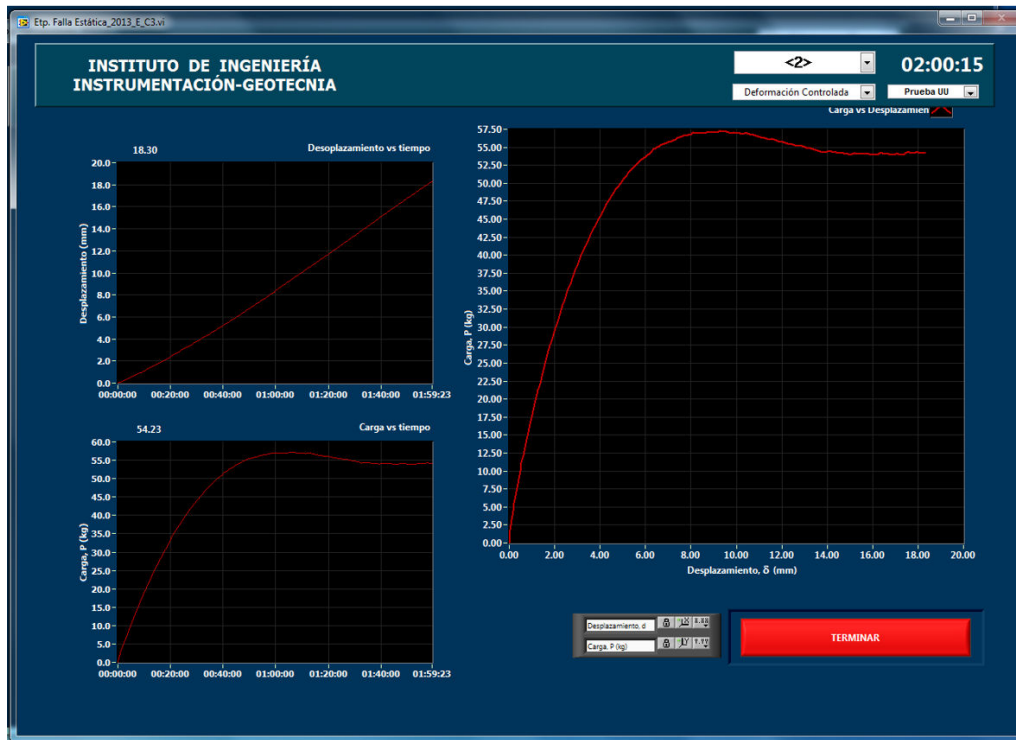 Etp. Falla Estática_2013_E_C3.vi
INSTITUTO DE INGENIERÍA
INSTRUMENTACIÓN-GEOTECNIA
<2>
02:00:15
Deformación Controlada
Prueba UU
18.30
Desoplazamiento vs tiempo
20.0
18.0
16.0
14.0
12.0
10.0
8.0
6.0
4.0
2.0
0.0
Desplazamiento (mm)
00:00:00 00:20:00 00:40:00 01:00:00 01:20:00 01:40:00 01:59:23
54.23
Carga vs tiempo
60.0
55.0
50.0
45.0
40.0
35.0
30.0
25.0
20.0
15.0
10.0
5.0
0.0
Carga, P (kg)
00:00:00 00:20:00 00:40:00 01:00:00 01:20:00 01:40:00 01:59:23
Carga vs Desplazamien
57.50
55.00
52.50
50.00
47.50
45.00
42.50
40.00
37.50
35.00
32.50
30.00
27.50
25.00
22.50
20.00
17.50
15.00
12.50
10.00
7.50
5.00
2.50
0.00
Carga, P (kg)
0.00 2.00 4.00 6.00 8.00 10.00 12.00 14.00 16.00 18.00 20.00
Desplazamiento, δ (mm)
Desplazamiento, d
Carga, P (kg)
TERMINAR